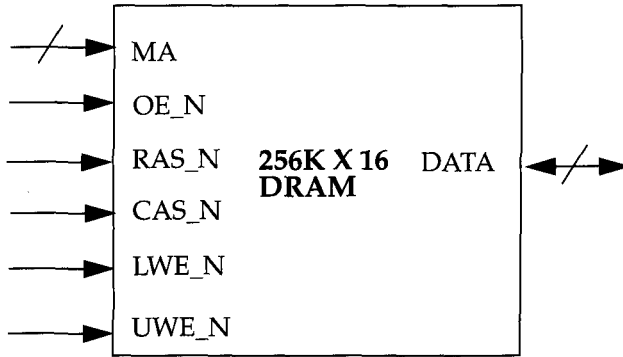 MA
OE_N
RAS_N
256K X 16
DRAM
DATA
CAS_N
LWE_N
UWE_N